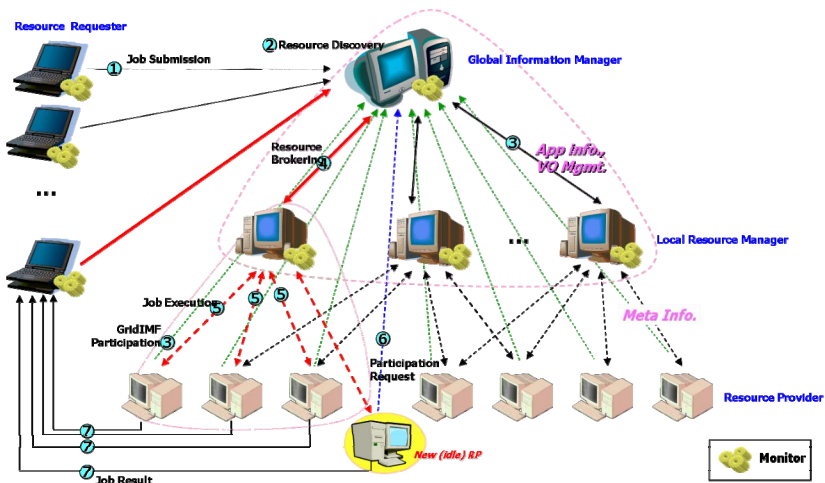 Resource Requester
1 Job Submission
2 Resource Discovery
Global Information Manager
Resource
Brokering
4
3
App Info.,
VO Mgmt.
...
...
Local Resource Manager
Job Execution
5
5
5
GridIMF
Participation
3
Meta Info.
6
Participation
Request
Resource Provider
7
7
New (idle) RP
7
Job Result
Monitor